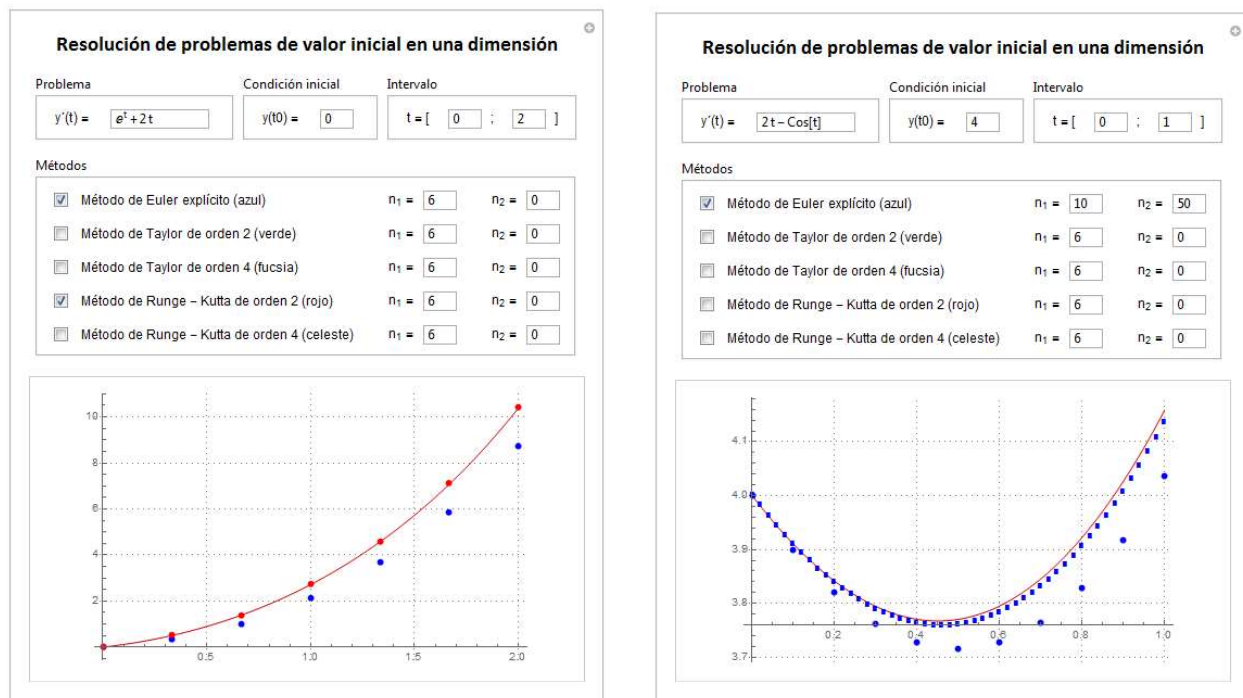 Resolución de problemas de valor inicial en una dimensión
Problema Condición inicial Intervalo
y´(t) = eᵗ + 2 t y(t0) = 0 t = [ 0 ; 2 ]
Métodos
Método de Euler explícito (azul) n₁ = 6 n₂ = 0
Método de Taylor de orden 2 (verde) n₁ = 6 n₂ = 0
Método de Taylor de orden 4 (fucsia) n₁ = 6 n₂ = 0
Método de Runge – Kutta de orden 2 (rojo) n₁ = 6 n₂ = 0
Método de Runge – Kutta de orden 4 (celeste) n₁ = 6 n₂ = 0
10
8
6
4
2
0.5 1.0 1.5 2.0
Resolución de problemas de valor inicial en una dimensión
Problema Condición inicial Intervalo
y´(t) = 2 t – Cos[t] y(t0) = 4 t = [ 0 ; 1 ]
Métodos
Método de Euler explícito (azul) n₁ = 10 n₂ = 50
Método de Taylor de orden 2 (verde) n₁ = 6 n₂ = 0
Método de Taylor de orden 4 (fucsia) n₁ = 6 n₂ = 0
Método de Runge – Kutta de orden 2 (rojo) n₁ = 6 n₂ = 0
Método de Runge – Kutta de orden 4 (celeste) n₁ = 6 n₂ = 0
4.1
4.0
3.9
3.8
0.2 0.4 0.6 0.8 1.0
3.7